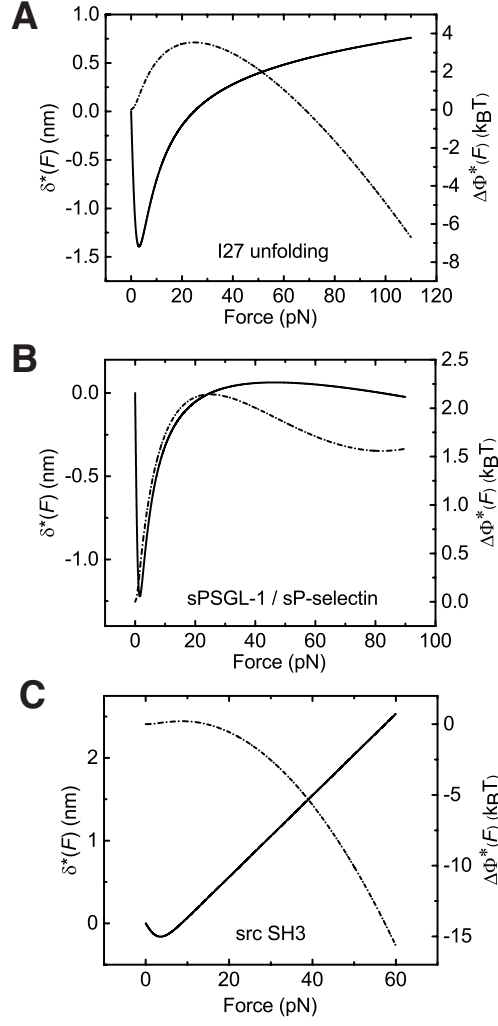 A
1.0
0.5
0.0
-0.5
-1.0
-1.5
δ*(F) (nm)
4
2
0
-2
-4
-6
-8
ΔΦ*(F) (kBT)
I27 unfolding
0 20 40 60 80 100 120
Force (pN)
B
0.0
-0.5
-1.0
δ*(F) (nm)
2.5
2.0
1.5
1.0
0.5
0.0
ΔΦ*(F) (kBT)
sPSGL-1 / sP-selectin
0 20 40 60 80 100
Force (pN)
C
2
1
0
δ*(F) (nm)
0
-5
-10
-15
ΔΦ*(F) (kBT)
src SH3
0 20 40 60
Force (pN)